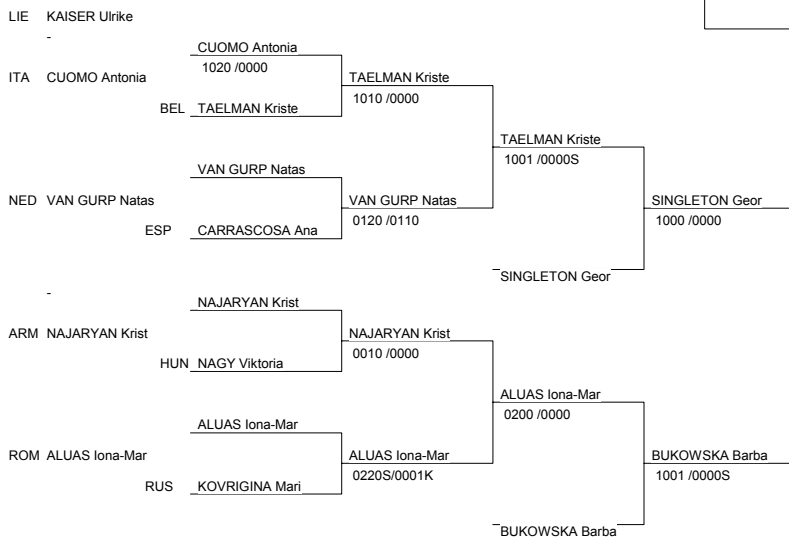 LIE KAISER Ulrike
-
CUOMO Antonia
1020 /0000
ITA CUOMO Antonia
TAELMAN Kriste
1010 /0000
BEL TAELMAN Kriste
TAELMAN Kriste
1001 /0000S
VAN GURP Natas
NED VAN GURP Natas
VAN GURP Natas
0120 /0110
SINGLETON Geor
1000 /0000
ESP CARRASCOSA Ana
SINGLETON Geor
-
NAJARYAN Krist
ARM NAJARYAN Krist
NAJARYAN Krist
0010 /0000
HUN NAGY Viktoria
ALUAS Iona-Mar
0200 /0000
ALUAS Iona-Mar
ROM ALUAS Iona-Mar
ALUAS Iona-Mar
0220S/0001K
BUKOWSKA Barba
1001 /0000S
RUS KOVRIGINA Mari
BUKOWSKA Barba